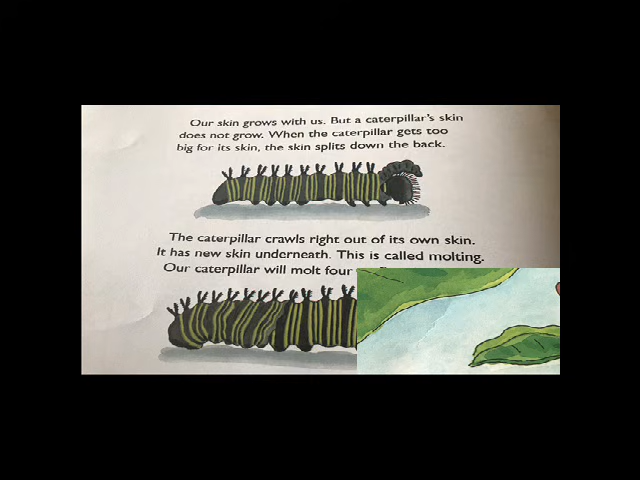 Our skin grows with us. But a caterpillar's skin
does not grow. When the caterpillar gets too
big for its skin, the skin splits down the back.
The caterpillar crawls right out of its own skin.
It has new skin underneath. This is called molting.
Our caterpillar will molt four